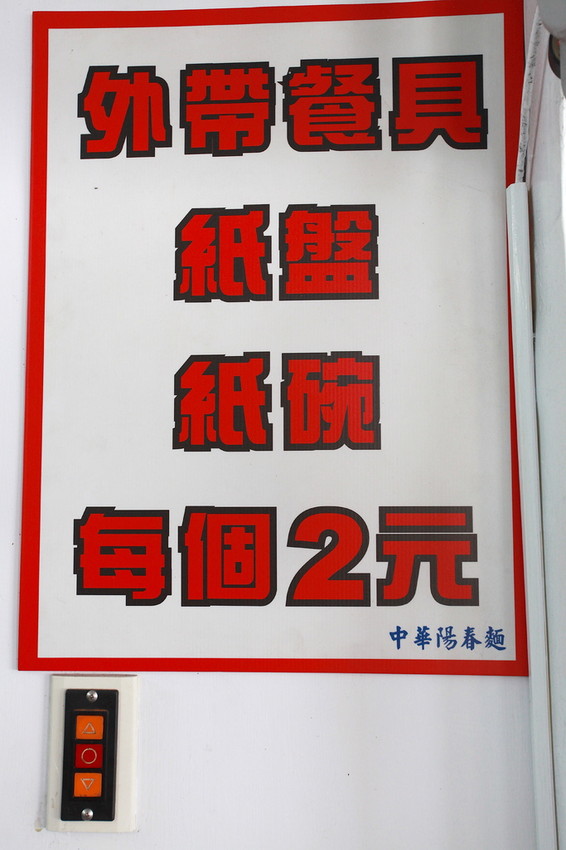 外帶餐具
紙盤
紙碗
每個2元
中華陽春麵